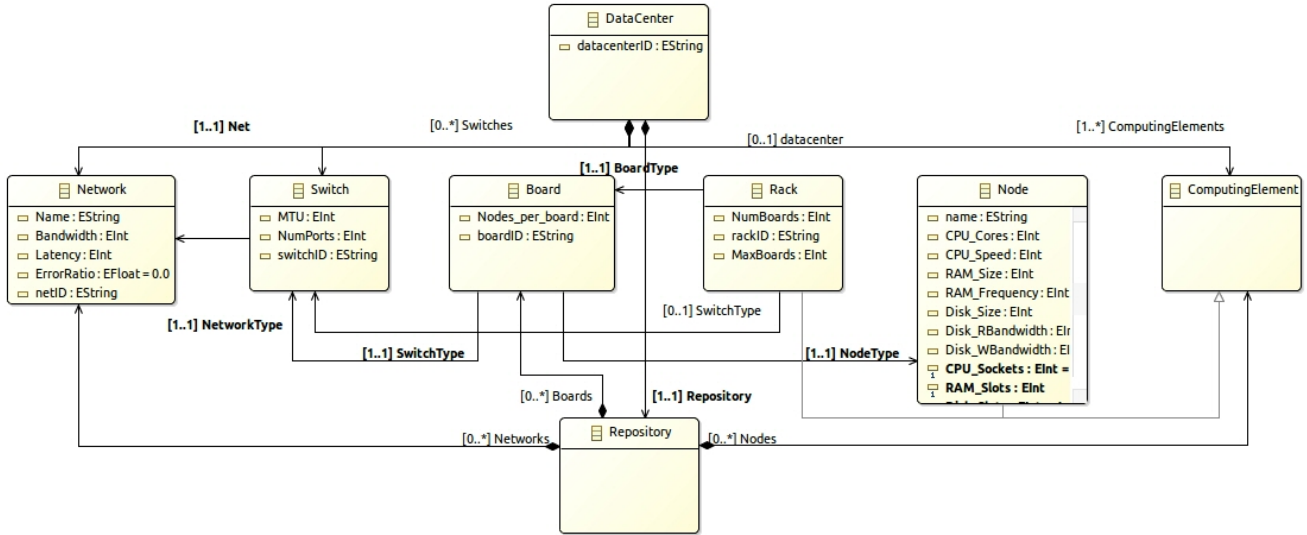 DataCenter
datacenterID : EString
[1..1] Net
[0..*] Switches
[0..1] datacenter
[1..*] ComputingElements
[1..1] BoardType
Network
Name : EString
Bandwidth : EInt
Latency : EInt
ErrorRatio : EFloat = 0.0
netID : EString
Switch
MTU : EInt
NumPorts : EInt
switchID : EString
Board
Nodes_per_board : EInt
boardID : EString
Rack
NumBoards : EInt
rackID : EString
MaxBoards : EInt
Node
name : EString
CPU_Cores : EInt
CPU_Speed : EInt
RAM_Size : EInt
RAM_Frequency : EInt
Disk_Size : EInt
Disk_RBandwidth : EIr
Disk_WBandwidth : EI
CPU_Sockets : EInt =
RAM_Slots : EInt
ComputingElement
[1..1] NetworkType
[0..1] SwitchType
[1..1] SwitchType
[1..1] NodeType
[0..*] Boards
[1..1] Repository
[0..*] Networks
Repository
[0..*] Nodes